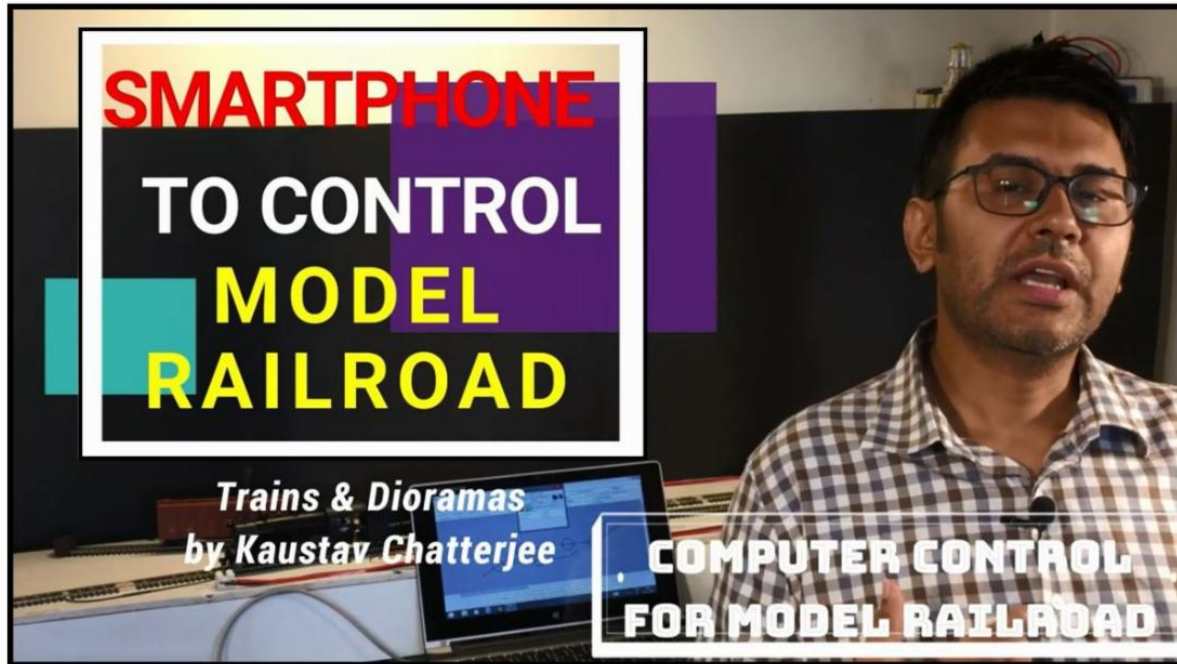 SMARTPHONE
TO CONTROL
MODEL
RAILROAD
Trains & Dioramas
by Kaustav Chatterjee
COMPUTER CONTROL
FOR MODEL RAILROAD